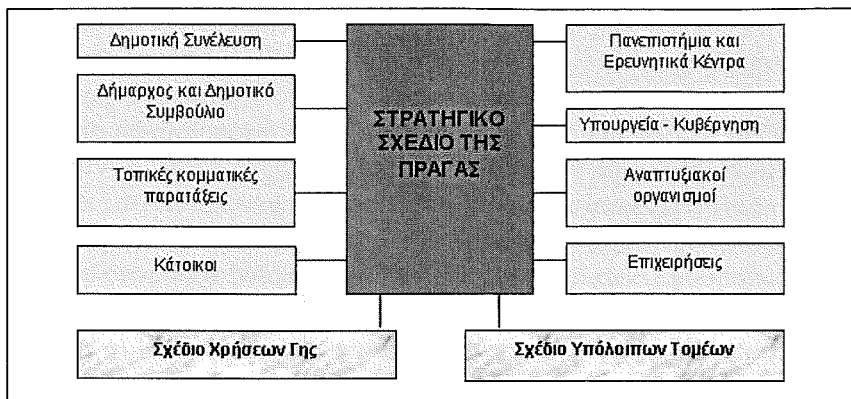 Δημοτική Συνέλευση
Δήμαρχος και Δημοτικό
Συμβούλιο
Τοπικές κομματικές
παρατάξεις
Κάτοικοι
ΣΤΡΑΤΗΓΙΚΟ
ΣΧΕΔΙΟ ΤΗΣ
ΠΡΑΓΑΣ
Πανεπιστήμια και
Ερευνητικά Κέντρα
Υπουργεία - Κυβέρνηση
Αναπτυξιακοί
οργανισμοί
Επιχειρήσεις
Σχέδιο Χρήσεων Γης
Σχέδιο Υπόλοιπων Τομέων